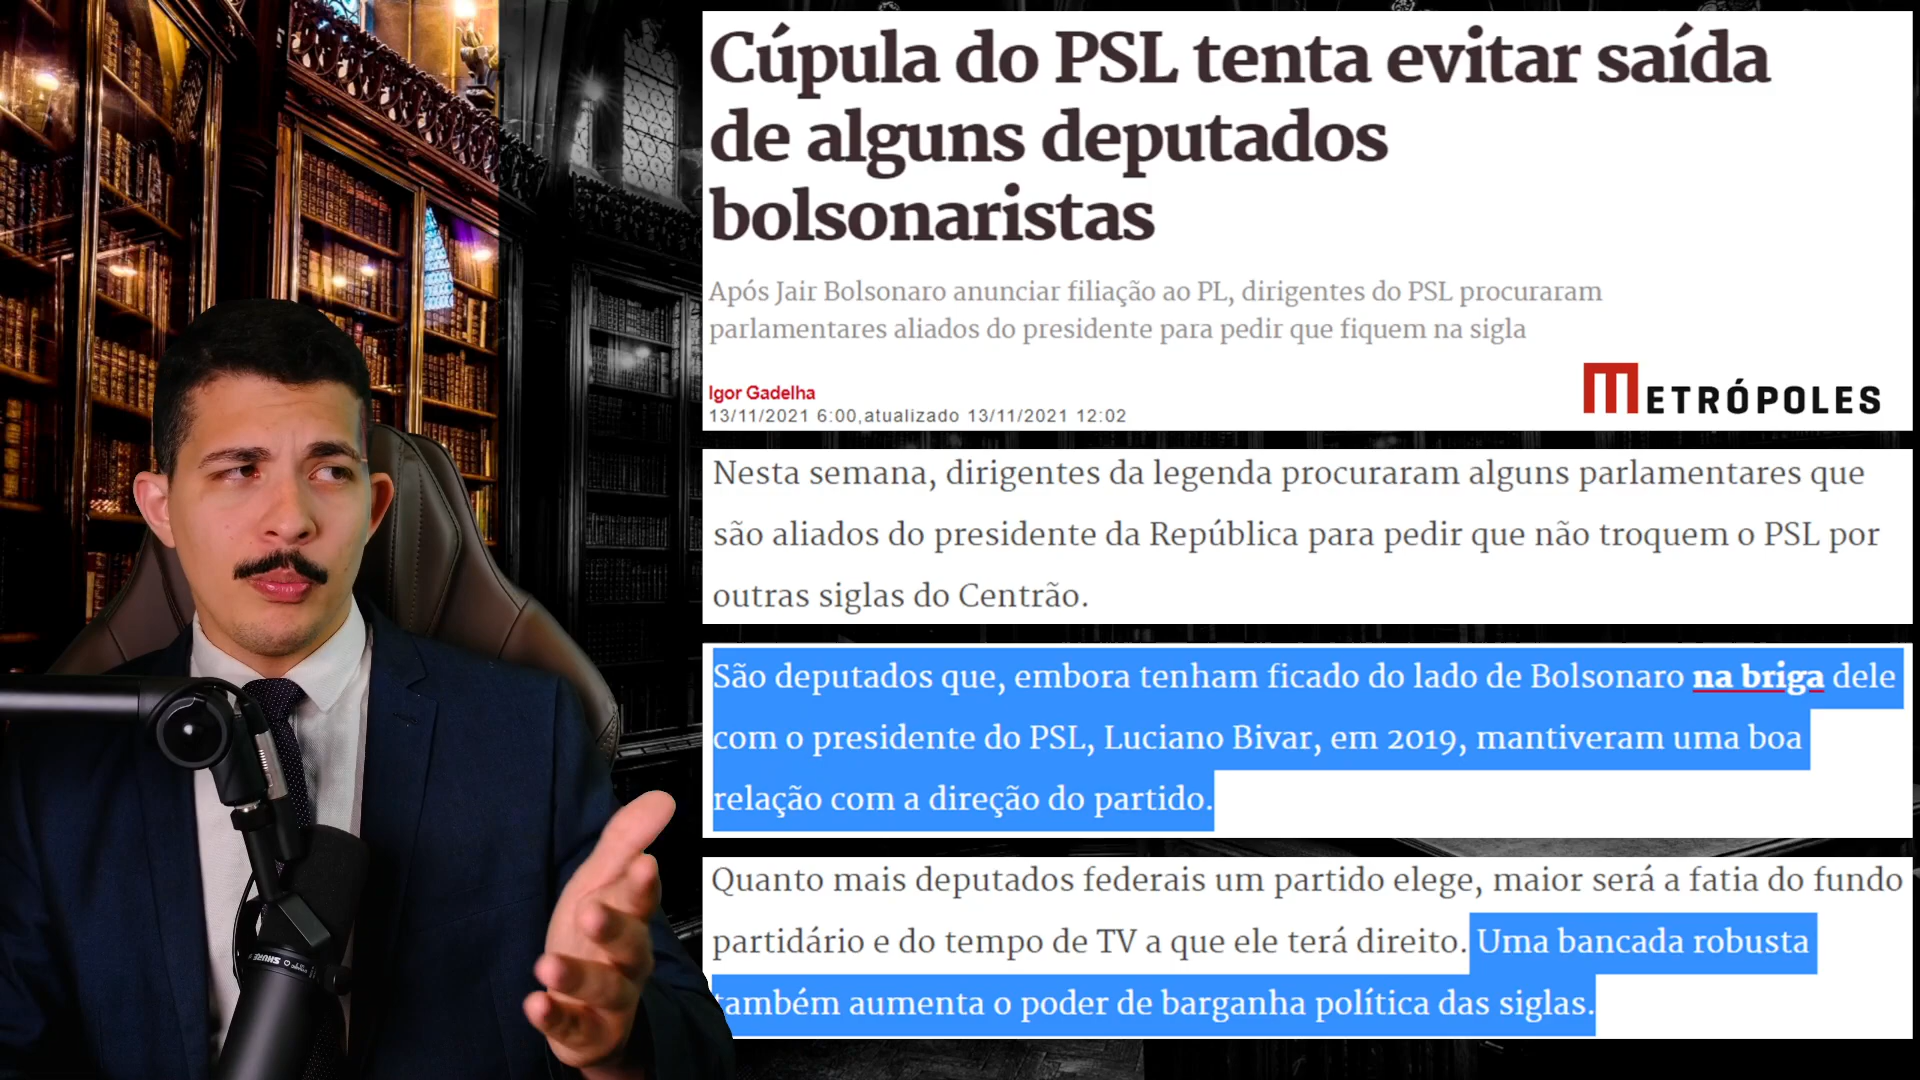 Cúpula do PSL tenta evitar saída
de alguns deputados
bolsonaristas
Após Jair Bolsonaro anunciar filiação ao PL, dirigentes do PSL procuraram
parlamentares aliados do presidente para pedir que fiquem na sigla
Igor Gadelha
13/11/2021 6:00,atualizado 13/11/2021 12:02
METRÓPOLES
Nesta semana, dirigentes da legenda procuraram alguns parlamentares que
são aliados do presidente da República para pedir que não troquem o PSL por
outras siglas do Centrão.
São deputados que, embora tenham ficado do lado de Bolsonaro na briga dele
com o presidente do PSL, Luciano Bivar, em 2019, mantiveram uma boa
relação com a direção do partido.
Quanto mais deputados federais um partido elege, maior será a fatia do fundo
partidário e do tempo de TV a que ele terá direito. Uma bancada robusta
também aumenta o poder de barganha política das siglas.
SHURE